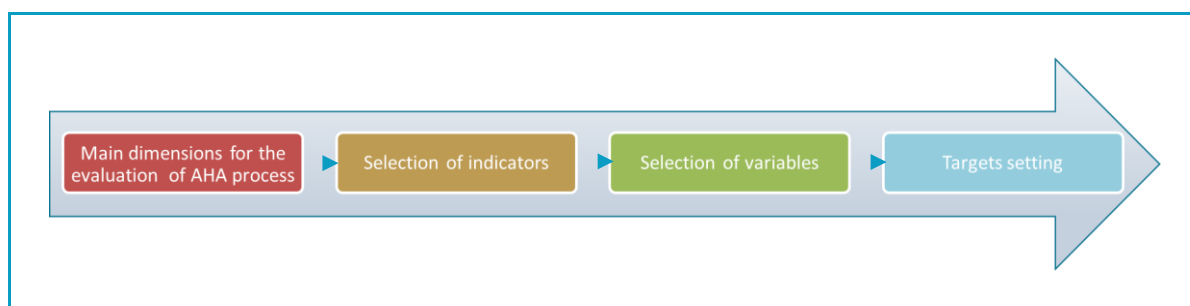 Main dimensions for the
evaluation of AHA process
Selection of indicators
Selection of variables
Targets setting